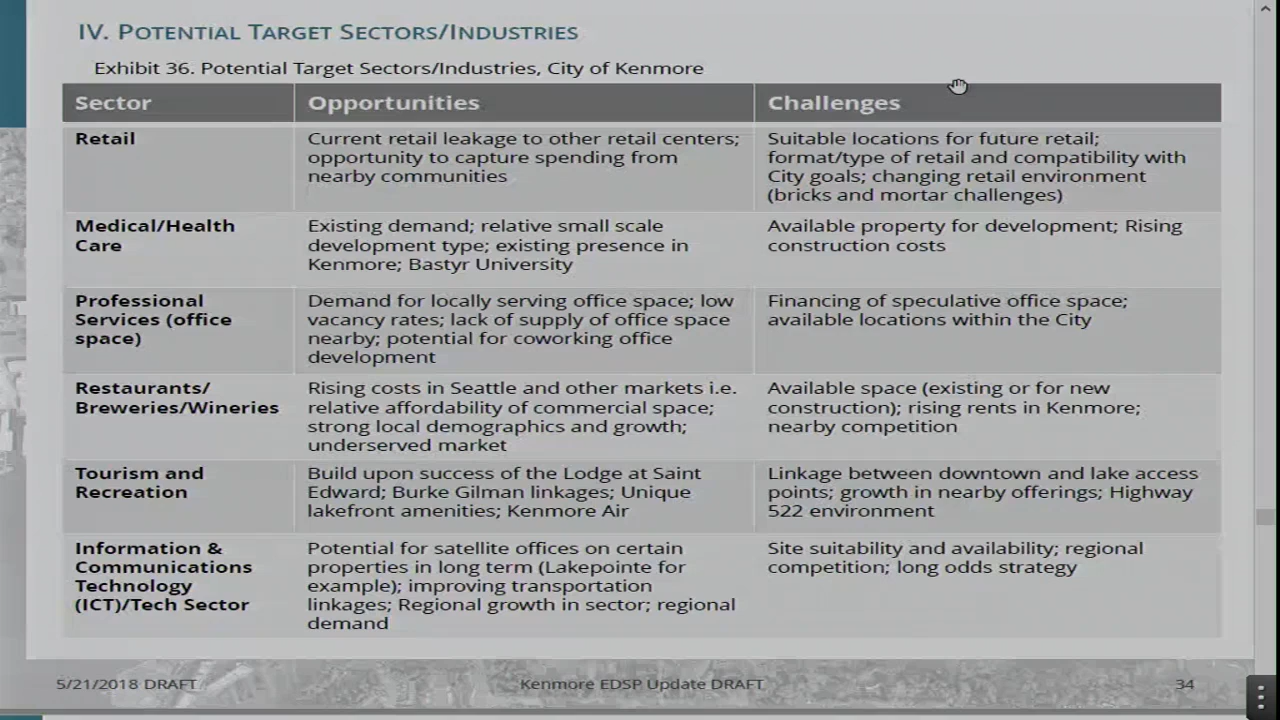 IV. POTENTIAL TARGET SECTORS/INDUSTRIES
Exhibit 36. Potential Target Sectors/Industries, City of Kenmore
Sector
Opportunities
Challenges
Retail
Current retail leakage to other retail centers;
opportunity to capture spending from
nearby communities
Suitable locations for future retail;
format/type of retail and compatibility with
City goals; changing retail environment
(bricks and mortar challenges)
Medical/Health
Care
Existing demand; relative small scale
development type; existing presence in
Kenmore; Bastyr University
Available property for development; Rising
construction costs
Professional
Services (office
space)
Demand for locally serving office space; low
vacancy rates; lack of supply of office space
nearby; potential for coworking office
development
Financing of speculative office space;
available locations within the City
Restaurants/
Breweries/Wineries
Rising costs in Seattle and other markets i.e.
relative affordability of commercial space;
strong local demographics and growth;
underserved market
Available space (existing or for new
construction); rising rents in Kenmore;
nearby competition
Tourism and
Recreation
Build upon success of the Lodge at Saint
Edward; Burke Gilman linkages; Unique
lakefront amenities; Kenmore Air
Linkage between downtown and lake access
points; growth in nearby offerings; Highway
522 environment
Information &
Communications
Technology
(ICT)/Tech Sector
Potential for satellite offices on certain
properties in long term (Lakepointe for
example); improving transportation
linkages; Regional growth in sector; regional
demand
Site suitability and availability; regional
competition; long odds strategy
5/21/2018 DRAFT
Kenmore EDSP Update DRAFT
34